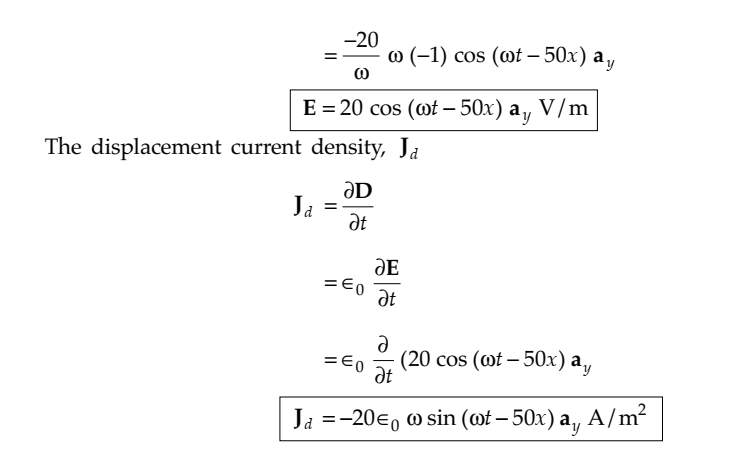 = –20/ω ω (–1) cos (ωt – 50x) a_y
E = 20 cos (ωt – 50x) a_y V/m
The displacement current density, J_d
J_d = ∂D/∂t
= ∈_0 ∂E/∂t
= ∈_0 ∂/∂t (20 cos (ωt – 50x) a_y
J_d = –20∈_0 ω sin (ωt – 50x) a_y A/m^2